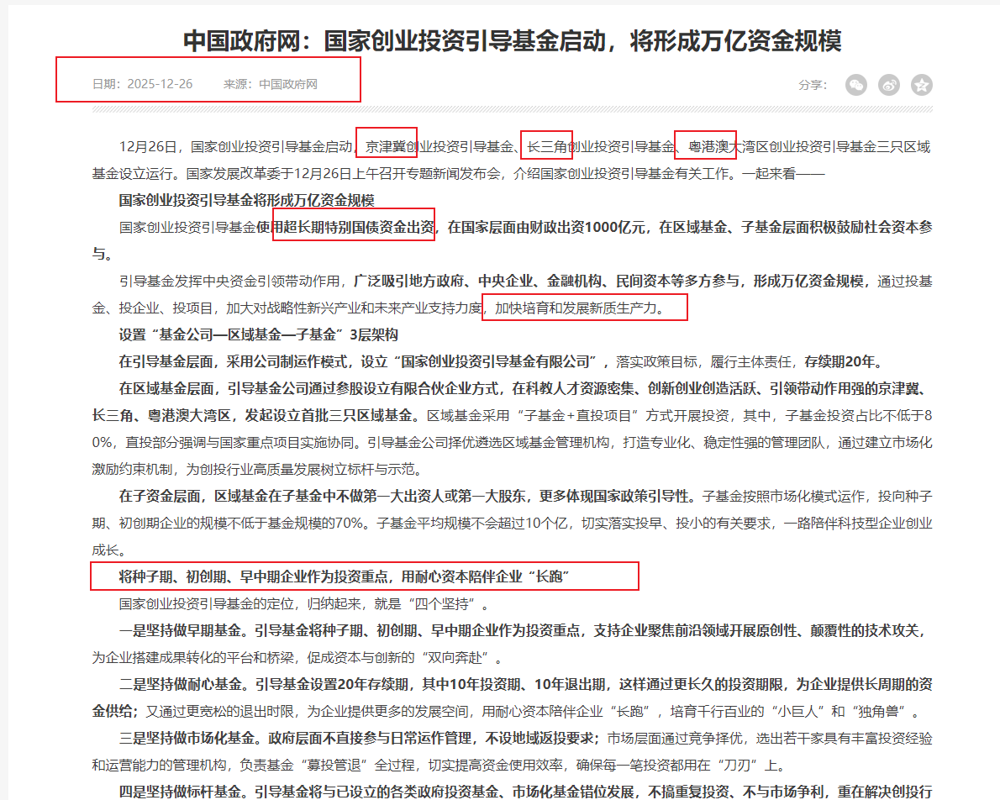 中国政府网：国家创业投资引导基金启动，将形成万亿资金规模
日期：2025-12-26 来源：中国政府网 分享：
12月26日，国家创业投资引导基金启动，京津冀创业投资引导基金、长三角创业投资引导基金、粤港澳大湾区创业投资引导基金三只区域
基金设立运行。国家发展改革委于12月26日上午召开专题新闻发布会，介绍国家创业投资引导基金有关工作。一起来看——
国家创业投资引导基金将形成万亿资金规模
国家创业投资引导基金使用超长期特别国债资金出资，在国家层面由财政出资1000亿元，在区域基金、子基金层面积极鼓励社会资本参
与。
引导基金发挥中央资金引领带动作用，广泛吸引地方政府、中央企业、金融机构、民间资本等多方参与，形成万亿资金规模，通过投基
金、投企业、投项目，加大对战略性新兴产业和未来产业支持力度，加快培育和发展新质生产力。
设置“基金公司—区域基金—子基金”3层架构
在引导基金层面，采用公司制运作模式，设立“国家创业投资引导基金有限公司”，落实政策目标，履行主体责任，存续期20年。
在区域基金层面，引导基金公司通过参股设立有限合伙企业方式，在科教人才资源密集、创新创业创造活跃、引领带动作用强的京津冀、
长三角、粤港澳大湾区，发起设立首批三只区域基金。区域基金采用“子基金+直投项目”方式开展投资，其中，子基金投资占比不低于8
0%，直投部分强调与国家重点项目实施协同。引导基金公司择优遴选区域基金管理机构，打造专业化、稳定性强的管理团队，通过建立市场化
激励约束机制，为创投行业高质量发展树立标杆与示范。
在子资金层面，区域基金在子基金中不做第一大出资人或第一大股东，更多体现国家政策引导性。子基金按照市场化模式运作，投向种子
期、初创期企业的规模不低于基金规模的70%。子基金平均规模不会超过10个亿，切实落实投早、投小的有关要求，一路陪伴科技型企业创业
成长。
将种子期、初创期、早中期企业作为投资重点，用耐心资本陪伴企业“长跑”
国家创业投资引导基金的定位，归纳起来，就是“四个坚持”。
一是坚持做早期基金。引导基金将种子期、初创期、早中期企业作为投资重点，支持企业聚焦前沿领域开展原创性、颠覆性的技术攻关，
为企业搭建成果转化的平台和桥梁，促成资本与创新的“双向奔赴”。
二是坚持做耐心基金。引导基金设置20年存续期，其中10年投资期、10年退出期，这样通过更长久的投资期限，为企业提供长周期的资
金供给；又通过更宽松的退出时限，为企业提供更多的发展空间，用耐心资本陪伴企业“长跑”，培育千行百业的“小巨人”和“独角兽”。
三是坚持做市场化基金。政府层面不直接参与日常运作管理，不设地域返投要求；市场层面通过竞争择优，选出若干家具有丰富投资经验
和运营能力的管理机构，负责基金“募投管退”全过程，切实提高资金使用效率，确保每一笔投资都用在“刀刃”上。
四是坚持做标杆基金。引导基金将与已设立的各类政府投资基金、市场化基金错位发展，不搞重复投资、不与市场争利，重在解决创投行